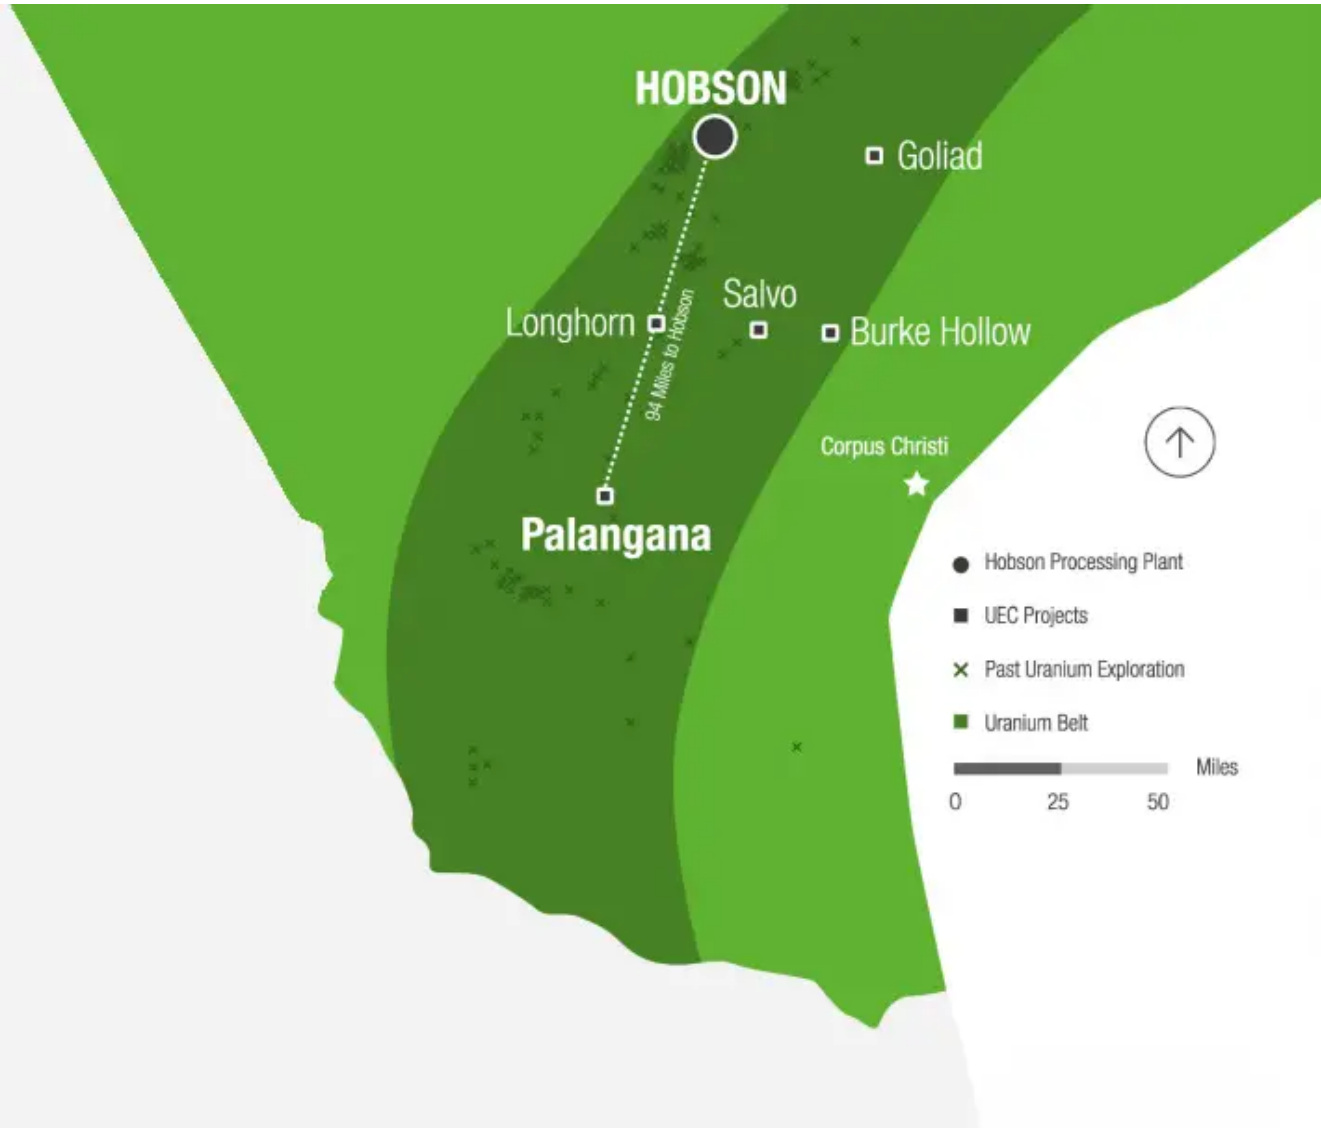 HOBSON
Goliad
Salvo
Longhorn
Burke Hollow
94 Miles to Hobson
Corpus Christi
Palangana
Hobson Processing Plant
UEC Projects
Past Uranium Exploration
Uranium Belt
Miles
0 25 50